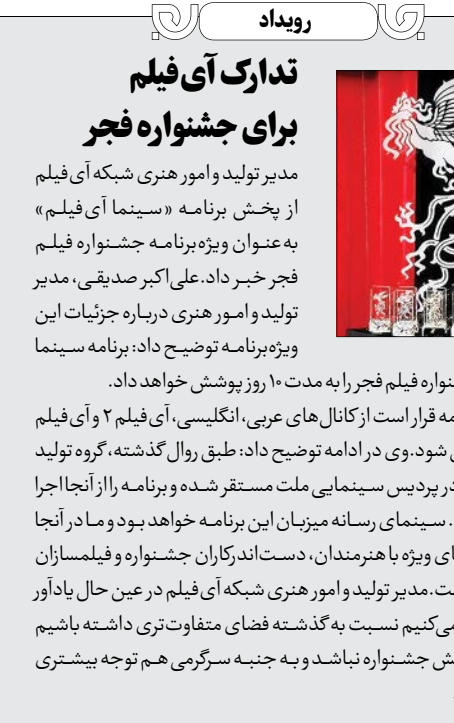 رویداد
تدارک آی‌فیلم
برای جشنواره فجر
مدیر تولید و امور هنری شبکه آی‌فیلم
از پخش برنامه «سینما آی‌فیلم»
به‌عنوان ویژه‌برنامه جشنواره فیلم
فجر خبر داد. علی‌اکبر صدیقی، مدیر
تولید و امور هنری درباره جزئیات این
ویژه‌برنامه توضیح داد: برنامه سینما
فیلم فجر را به مدت ۱۰ روز پوشش خواهد داد.
قرار است از کانال‌های عربی، انگلیسی، آی‌فیلم ۲ و آی‌فیلم
شود. وی در ادامه توضیح داد: طبق روال گذشته، گروه تولید
در پردیس سینمایی ملت مستقر شده و برنامه را از آنجا اجرا
. سینمای رسانه میزبان این برنامه خواهد بود و ما در آنجا
ویژه با هنرمندان، دست‌اندرکاران جشنواره و فیلمسازان
. مدیر تولید و امور هنری شبکه آی‌فیلم در عین حال یادآور
می‌کنیم نسبت به گذشته فضای متفاوت‌تری داشته باشیم
جشنواره نباشد و به جنبه سرگرمی هم توجه بیشتری